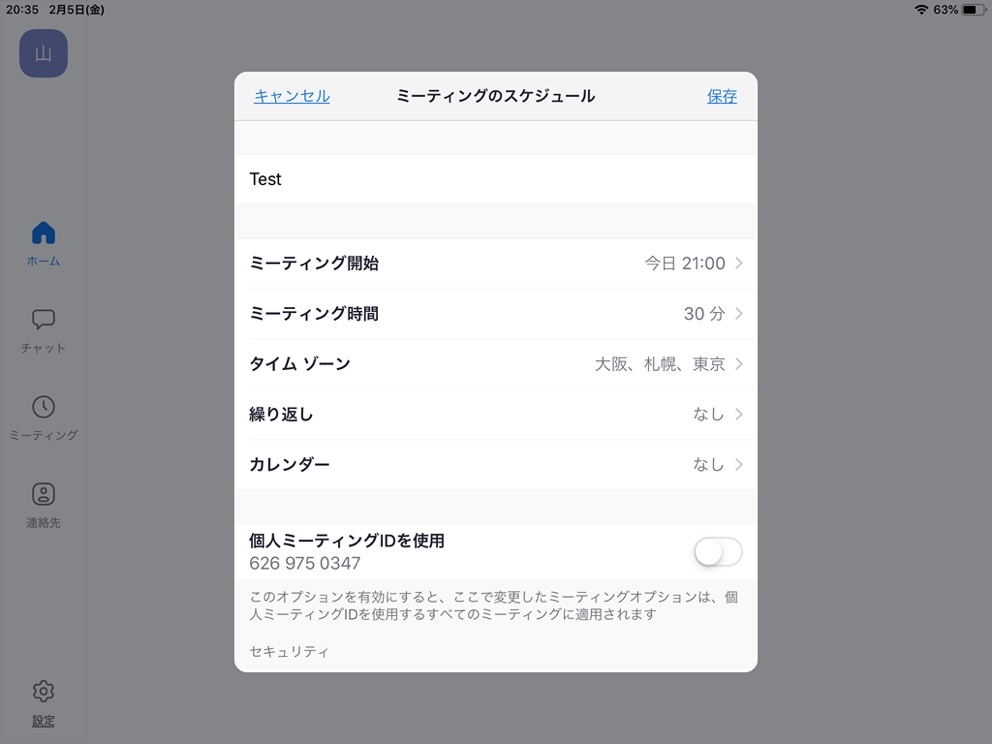 20:35 2月5日(金) 63%
山
キャンセル ミーティングのスケジュール 保存
Test
ミーティング開始 今日 21:00
ミーティング時間 30 分
タイム ゾーン 大阪、札幌、東京
繰り返し なし
カレンダー なし
個人ミーティングIDを使用
626 975 0347
このオプションを有効にすると、ここで変更したミーティングオプションは、個
人ミーティングIDを使用するすべてのミーティングに適用されます
セキュリティ
ホーム
チャット
ミーティング
連絡先
設定